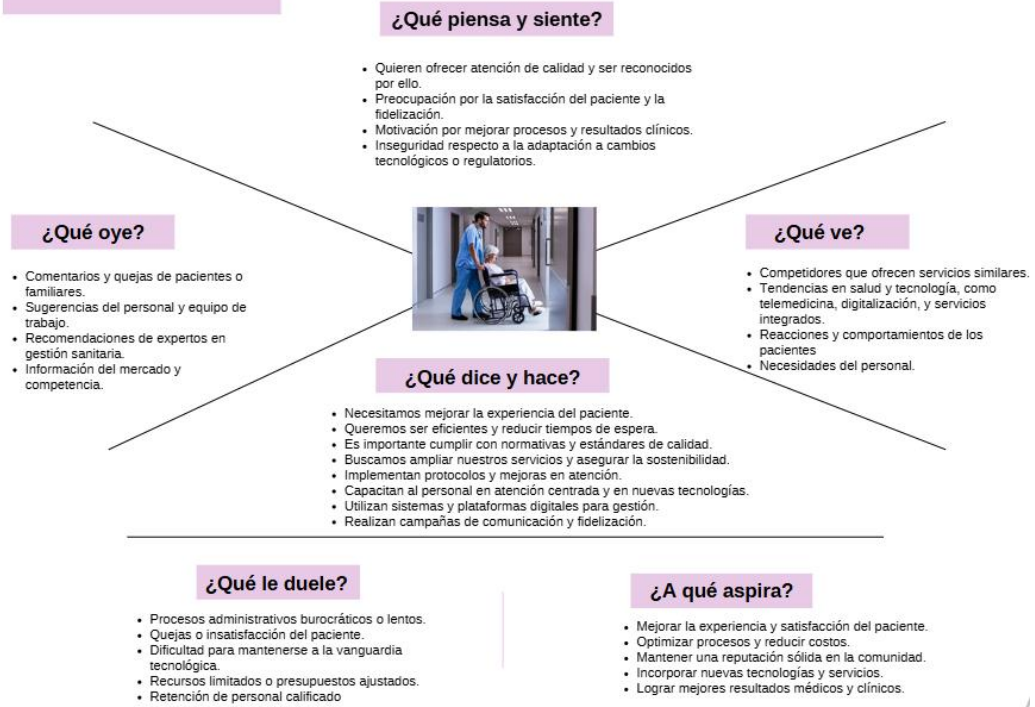 ¿Qué piensa y siente?
• Quieren ofrecer atención de calidad y ser reconocidos
por ello.
• Preocupación por la satisfacción del paciente y la
fidelización.
• Motivación por mejorar procesos y resultados clínicos.
• Inseguridad respecto a la adaptación a cambios
tecnológicos o regulatorios.
¿Qué oye?
• Comentarios y quejas de pacientes o
familiares.
• Sugerencias del personal y equipo de
trabajo.
• Recomendaciones de expertos en
gestión sanitaria.
• Información del mercado y
competencia.
¿Qué ve?
• Competidores que ofrecen servicios similares.
• Tendencias en salud y tecnología, como
telemedicina, digitalización, y servicios
integrados.
• Reacciones y comportamientos de los
pacientes
• Necesidades del personal.
¿Qué dice y hace?
• Necesitamos mejorar la experiencia del paciente.
• Queremos ser eficientes y reducir tiempos de espera.
• Es importante cumplir con normativas y estándares de calidad.
• Buscamos ampliar nuestros servicios y asegurar la sostenibilidad.
• Implementan protocolos y mejoras en atención.
• Capacitan al personal en atención centrada y en nuevas tecnologías.
• Utilizan sistemas y plataformas digitales para gestión.
• Realizan campañas de comunicación y fidelización.
¿Qué le duele?
• Procesos administrativos burocráticos o lentos.
• Quejas o insatisfacción del paciente.
• Dificultad para mantenerse a la vanguardia
tecnológica.
• Recursos limitados o presupuestos ajustados.
• Retención de personal calificado
¿A qué aspira?
• Mejorar la experiencia y satisfacción del paciente.
• Optimizar procesos y reducir costos.
• Mantener una reputación sólida en la comunidad.
• Incorporar nuevas tecnologías y servicios.
• Lograr mejores resultados médicos y clínicos.